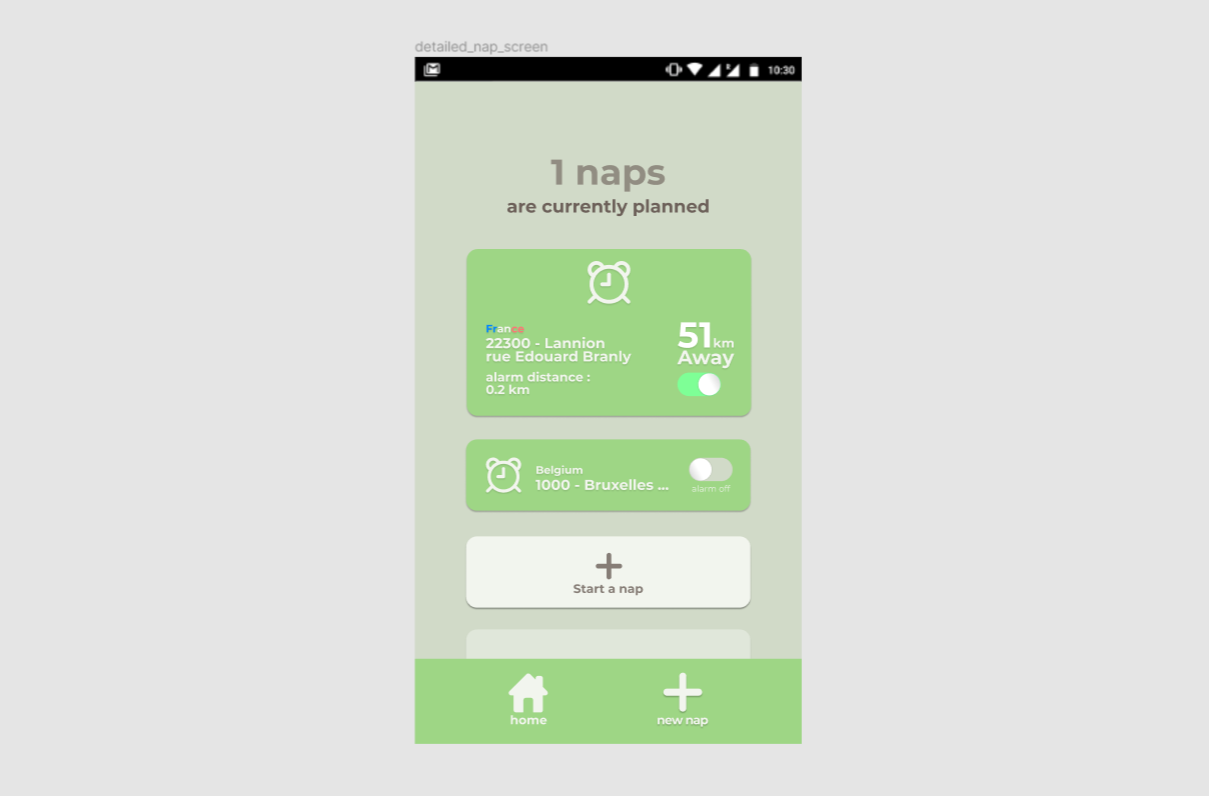 detailed_nap_screen
10:30
1 naps
are currently planned
France
22300 - Lannion
rue Edouard Branly
alarm distance :
0.2 km
51km
Away
Belgium
1000 - Bruxelles ...
alarm off
Start a nap
home
new nap